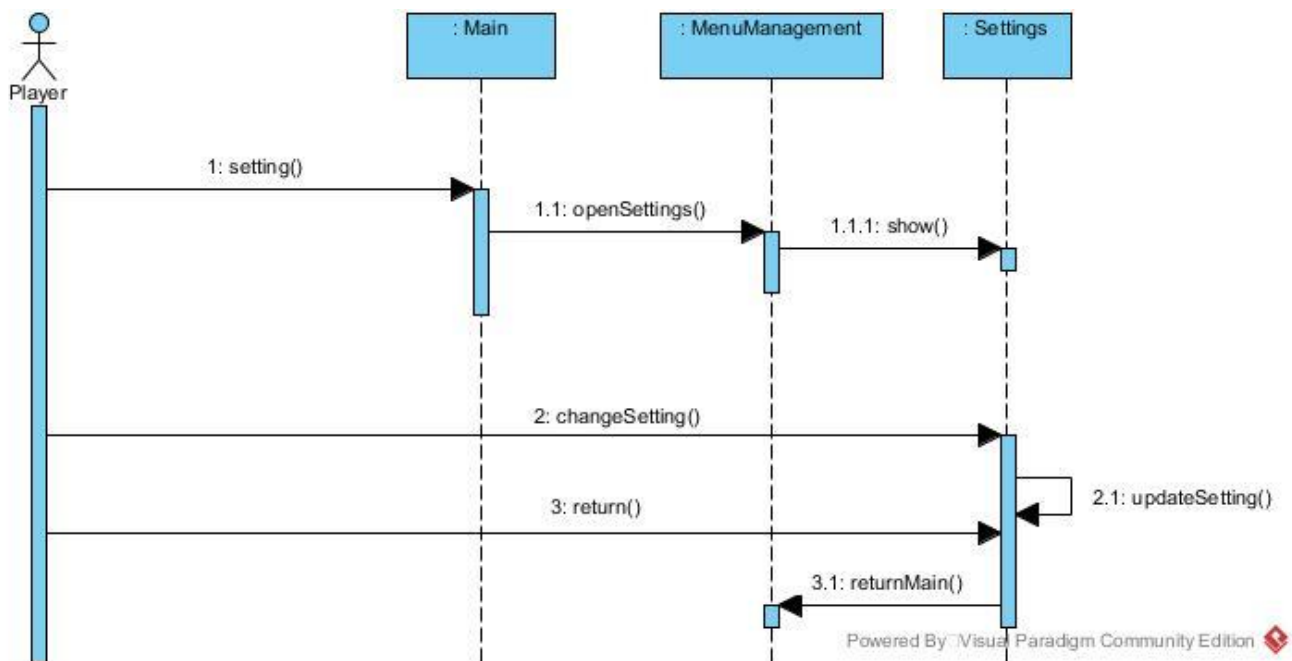 : Main
: MenuManagement
: Settings
Player
1: setting()
1.1: openSettings()
1.1.1: show()
2: changeSetting()
2.1: updateSetting()
3: return()
3.1: returnMain()
Powered By Visual Paradigm Community Edition